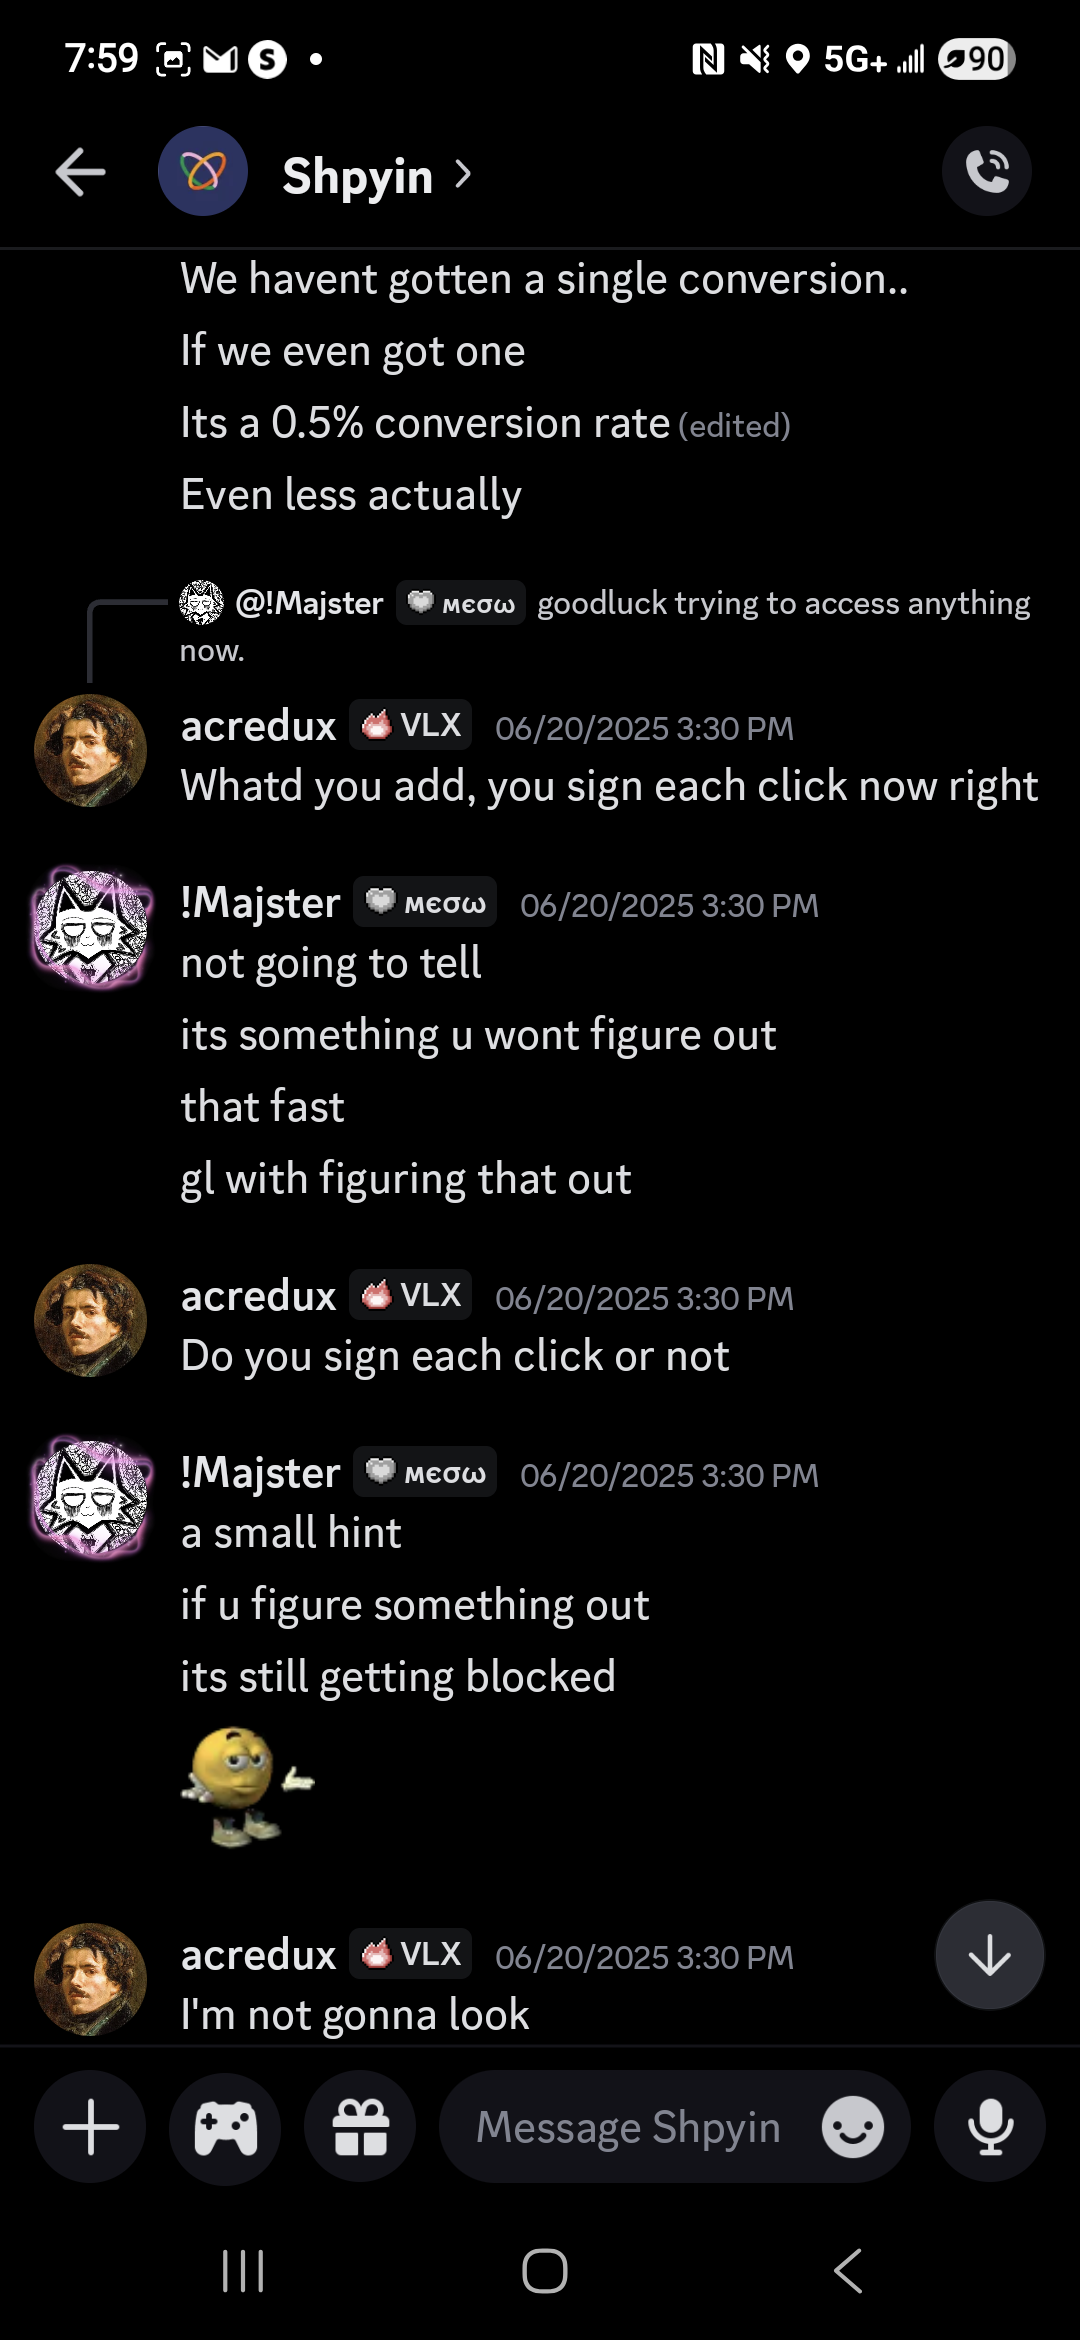 7:59 S 5G+ 90
Shpyin
We havent gotten a single conversion..
If we even got one
Its a 0.5% conversion rate (edited)
Even less actually
@!Majster мєσω goodluck trying to access anything
now.
acredux VLX 06/20/2025 3:30 PM
Whatd you add, you sign each click now right
!Majster мєσω 06/20/2025 3:30 PM
not going to tell
its something u wont figure out
that fast
gl with figuring that out
acredux VLX 06/20/2025 3:30 PM
Do you sign each click or not
!Majster мєσω 06/20/2025 3:30 PM
a small hint
if u figure something out
its still getting blocked
acredux VLX 06/20/2025 3:30 PM
I'm not gonna look
Message Shpyin